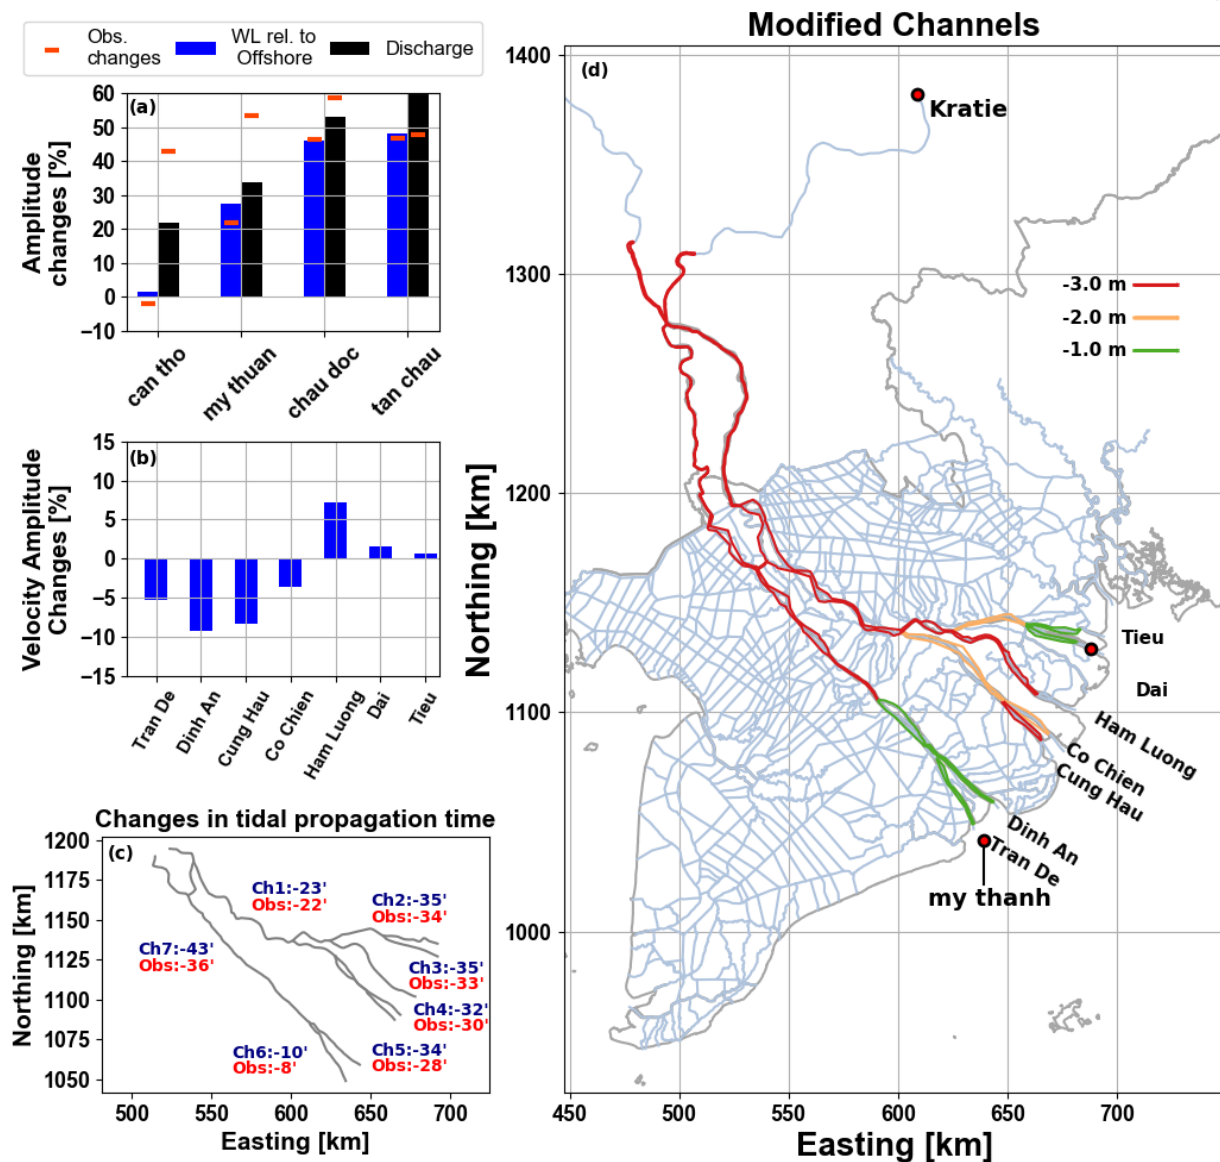 Obs.
changes
WL rel. to
Offshore
Discharge
(a)
60
50
40
30
20
10
0
−10
Amplitude
changes [%]
can tho
my thuan
chau doc
tan chau
(b)
15
10
5
0
−5
−10
−15
Velocity Amplitude
Changes [%]
Tran De
Dinh An
Cung Hau
Co Chien
Ham Luong
Dai
Tieu
Changes in tidal propagation time
(c)
1200
1175
1150
1125
1100
1075
1050
Northing [km]
Ch1:-23'
Obs:-22'
Ch2:-35'
Obs:-34'
Ch7:-43'
Obs:-36'
Ch3:-35'
Obs:-33'
Ch4:-32'
Obs:-30'
Ch6:-10'
Obs:-8'
Ch5:-34'
Obs:-28'
500
550
600
650
700
Easting [km]
Modified Channels
(d)
1400
1300
1200
1100
1000
Northing [km]
Kratie
-3.0 m
-2.0 m
-1.0 m
Tieu
Dai
Ham Luong
Co Chien
Cung Hau
Dinh An
Tran De
my thanh
450
500
550
600
650
700
Easting [km]